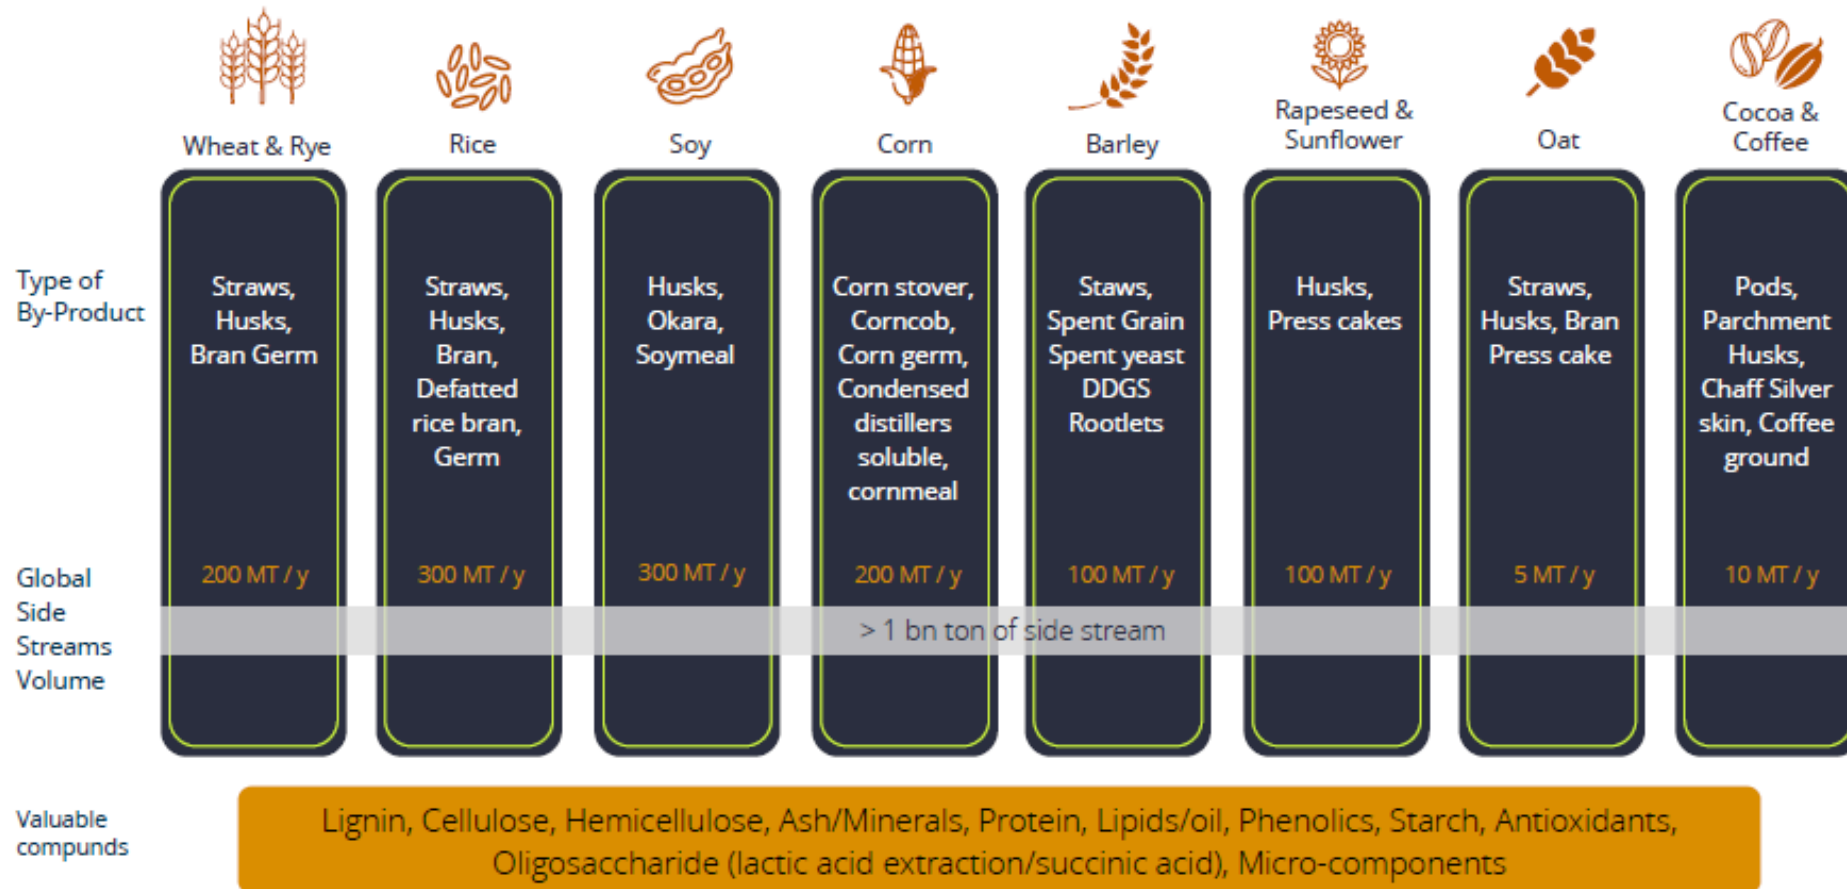 Wheat & Rye
Rice
Soy
Corn
Barley
Rapeseed &
Sunflower
Oat
Cocoa &
Coffee
Type of
By-Product
Straws,
Husks,
Bran Germ
Straws,
Husks,
Bran,
Defatted
rice bran,
Germ
Husks,
Okara,
Soymeal
Corn stover,
Corncob,
Corn germ,
Condensed
distillers
soluble,
cornmeal
Staws,
Spent Grain
Spent yeast
DDGS
Rootlets
Husks,
Press cakes
Straws,
Husks, Bran
Press cake
Pods,
Parchment
Husks,
Chaff Silver
skin, Coffee
ground
Global
Side
Streams
Volume
200 MT / y
300 MT / y
300 MT / y
200 MT / y
100 MT / y
100 MT / y
5 MT / y
10 MT / y
> 1 bn ton of side stream
Valuable
compunds
Lignin, Cellulose, Hemicellulose, Ash/Minerals, Protein, Lipids/oil, Phenolics, Starch, Antioxidants,
Oligosaccharide (lactic acid extraction/succinic acid), Micro-components